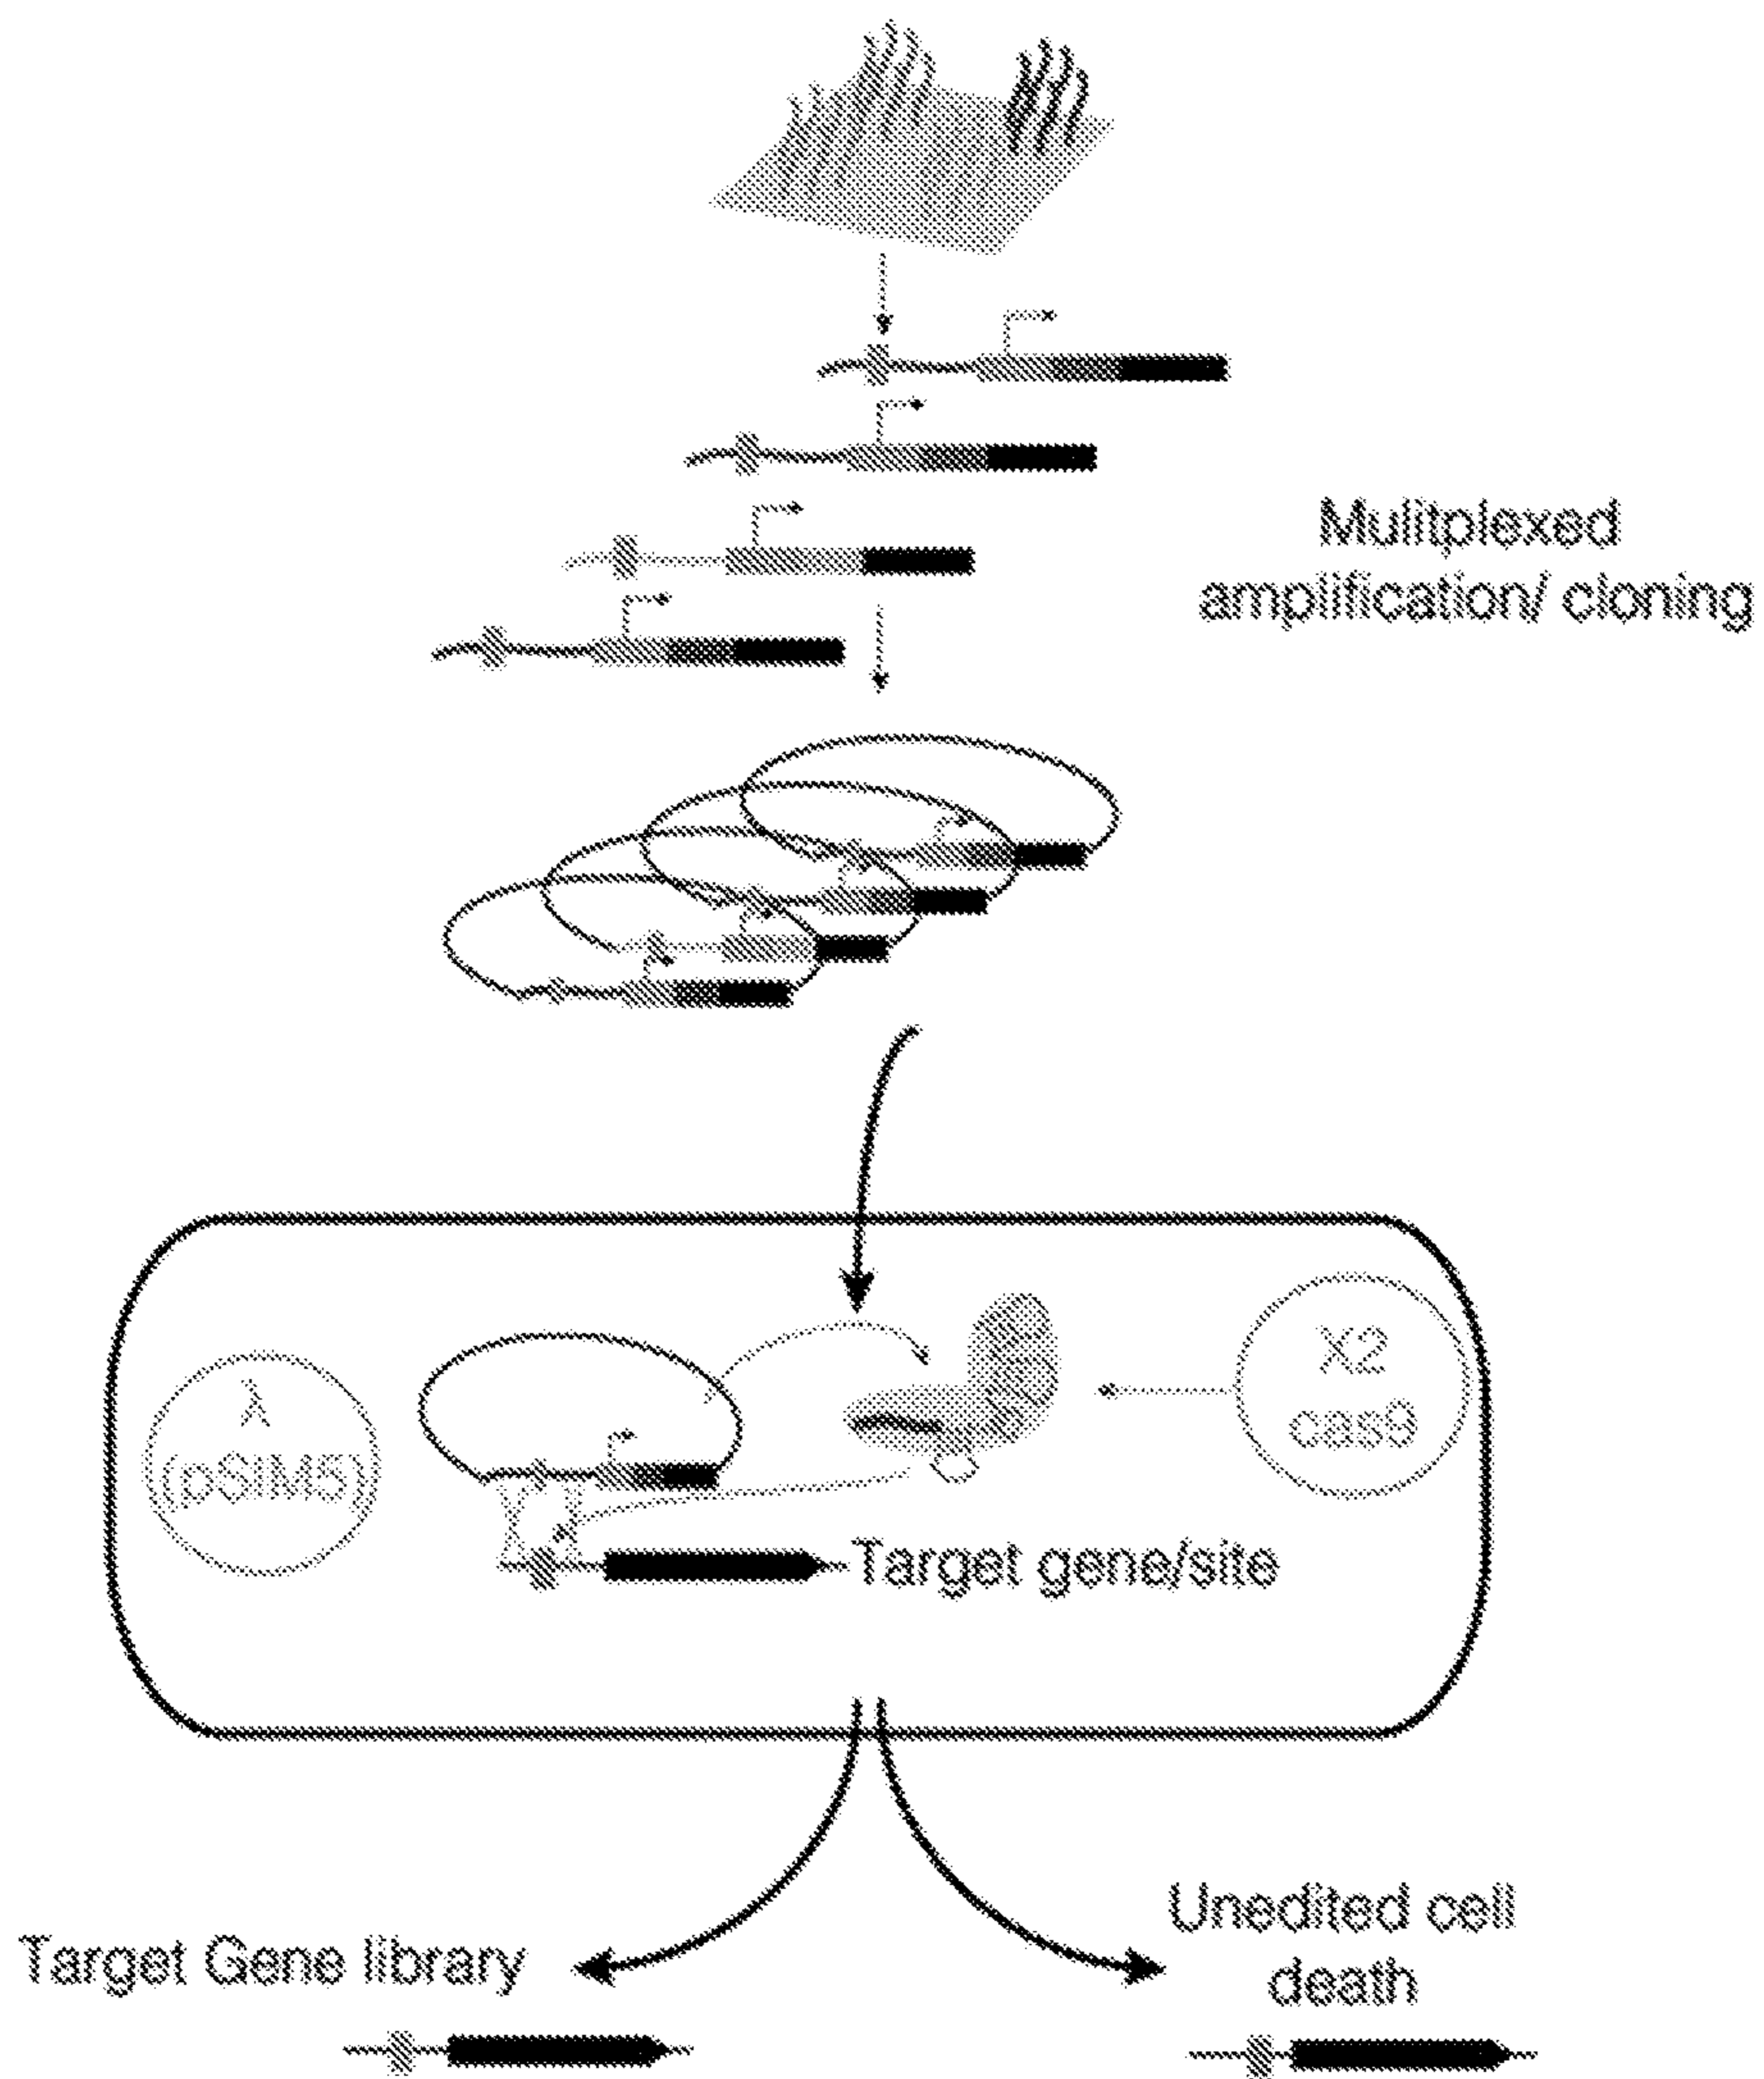 Mulitplexed
amplification/ cloning
λ
(pSIM5)
X2
cas9
Target gene/site
Target Gene library
Unedited cell
death